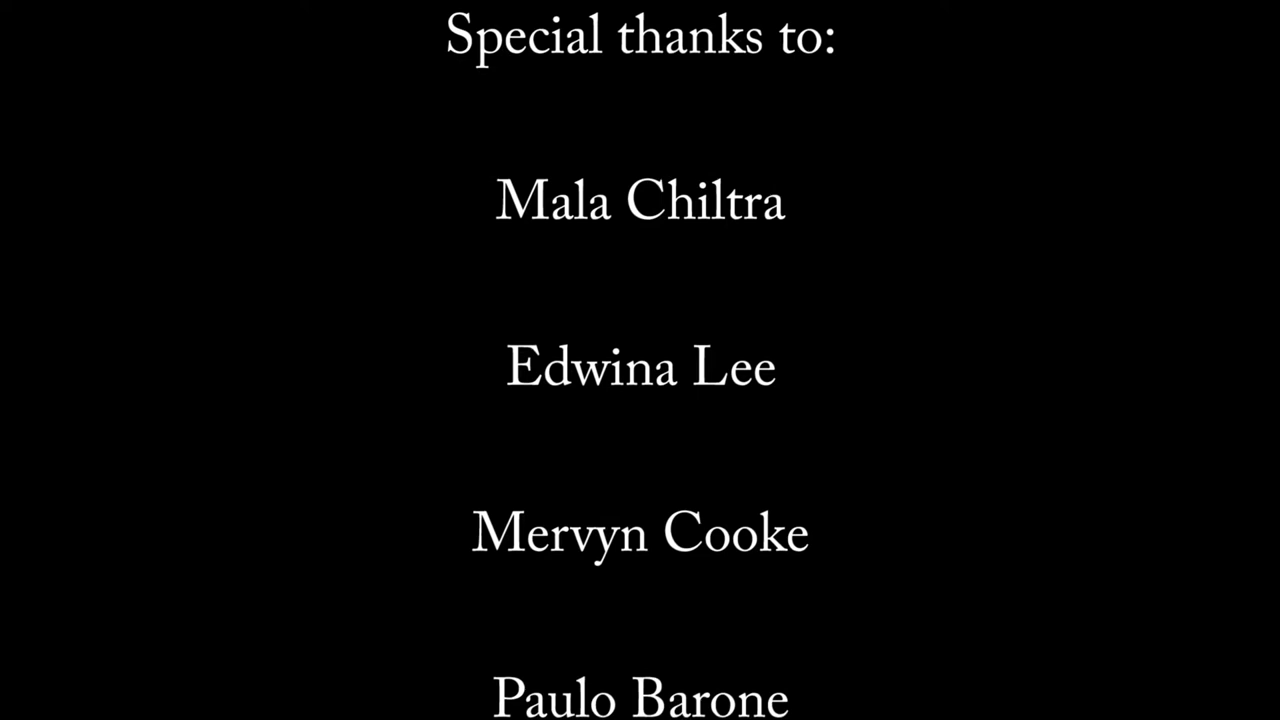 Special thanks to:
Mala Chiltra
Edwina Lee
Mervyn Cooke
Paulo Barone